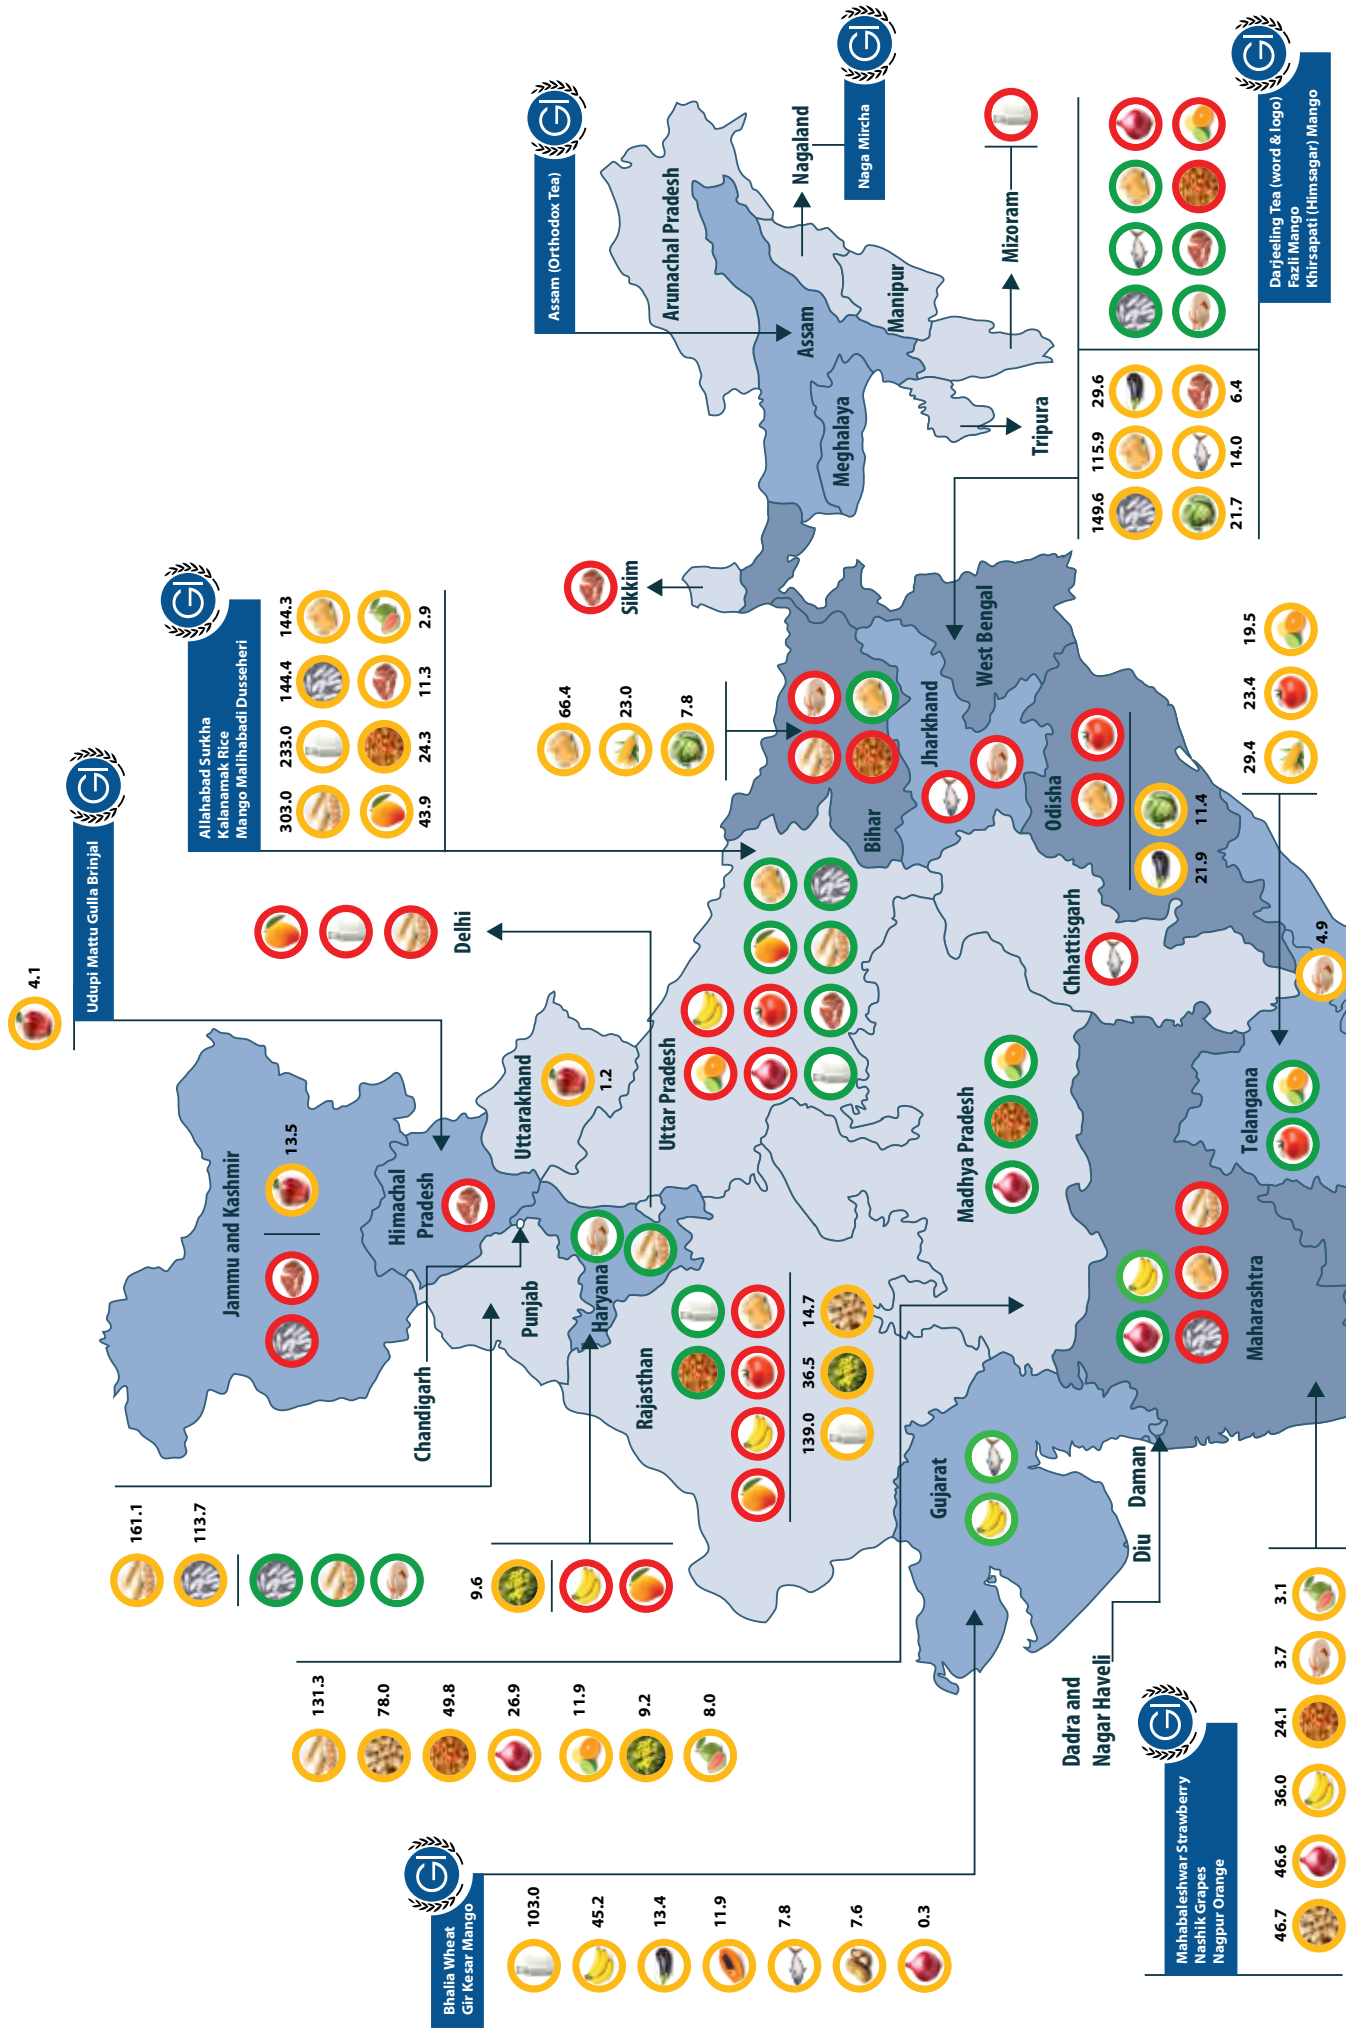 4.1
Udupi Mattu Gulla Brinjal
GI
Allahabad Surkha
Kalanamak Rice
Mango Malihabadi Dusseheri
GI
303.0
233.0
144.4
144.3
43.9
24.3
11.3
2.9
Assam (Orthodox Tea)
GI
Naga Mircha
GI
Nagaland
Arunachal Pradesh
Assam
Meghalaya
Manipur
Mizoram
Tripura
Sikkim
Darjeeling Tea (word & logo)
Fazli Mango
Khirsapati (Himsagar) Mango
GI
149.6
115.9
29.6
21.7
14.0
6.4
66.4
23.0
7.8
Delhi
Jammu and Kashmir
13.5
Himachal
Pradesh
Uttarakhand
1.2
Chandigarh
Punjab
Haryana
161.1
113.7
9.6
Uttar Pradesh
Bihar
Jharkhand
West Bengal
Odisha
21.9
11.4
Chhattisgarh
29.4
23.4
19.5
4.9
Telangana
Rajasthan
139.0
36.5
14.7
Madhya Pradesh
131.3
78.0
49.8
26.9
11.9
9.2
8.0
Gujarat
Diu
Daman
Dadra and
Nagar Haveli
Bhalia Wheat
Gir Kesar Mango
GI
103.0
45.2
13.4
11.9
7.8
7.6
0.3
Maharashtra
Mahabaleshwar Strawberry
Nashik Grapes
Nagpur Orange
GI
46.7
46.6
36.0
24.1
3.7
3.1